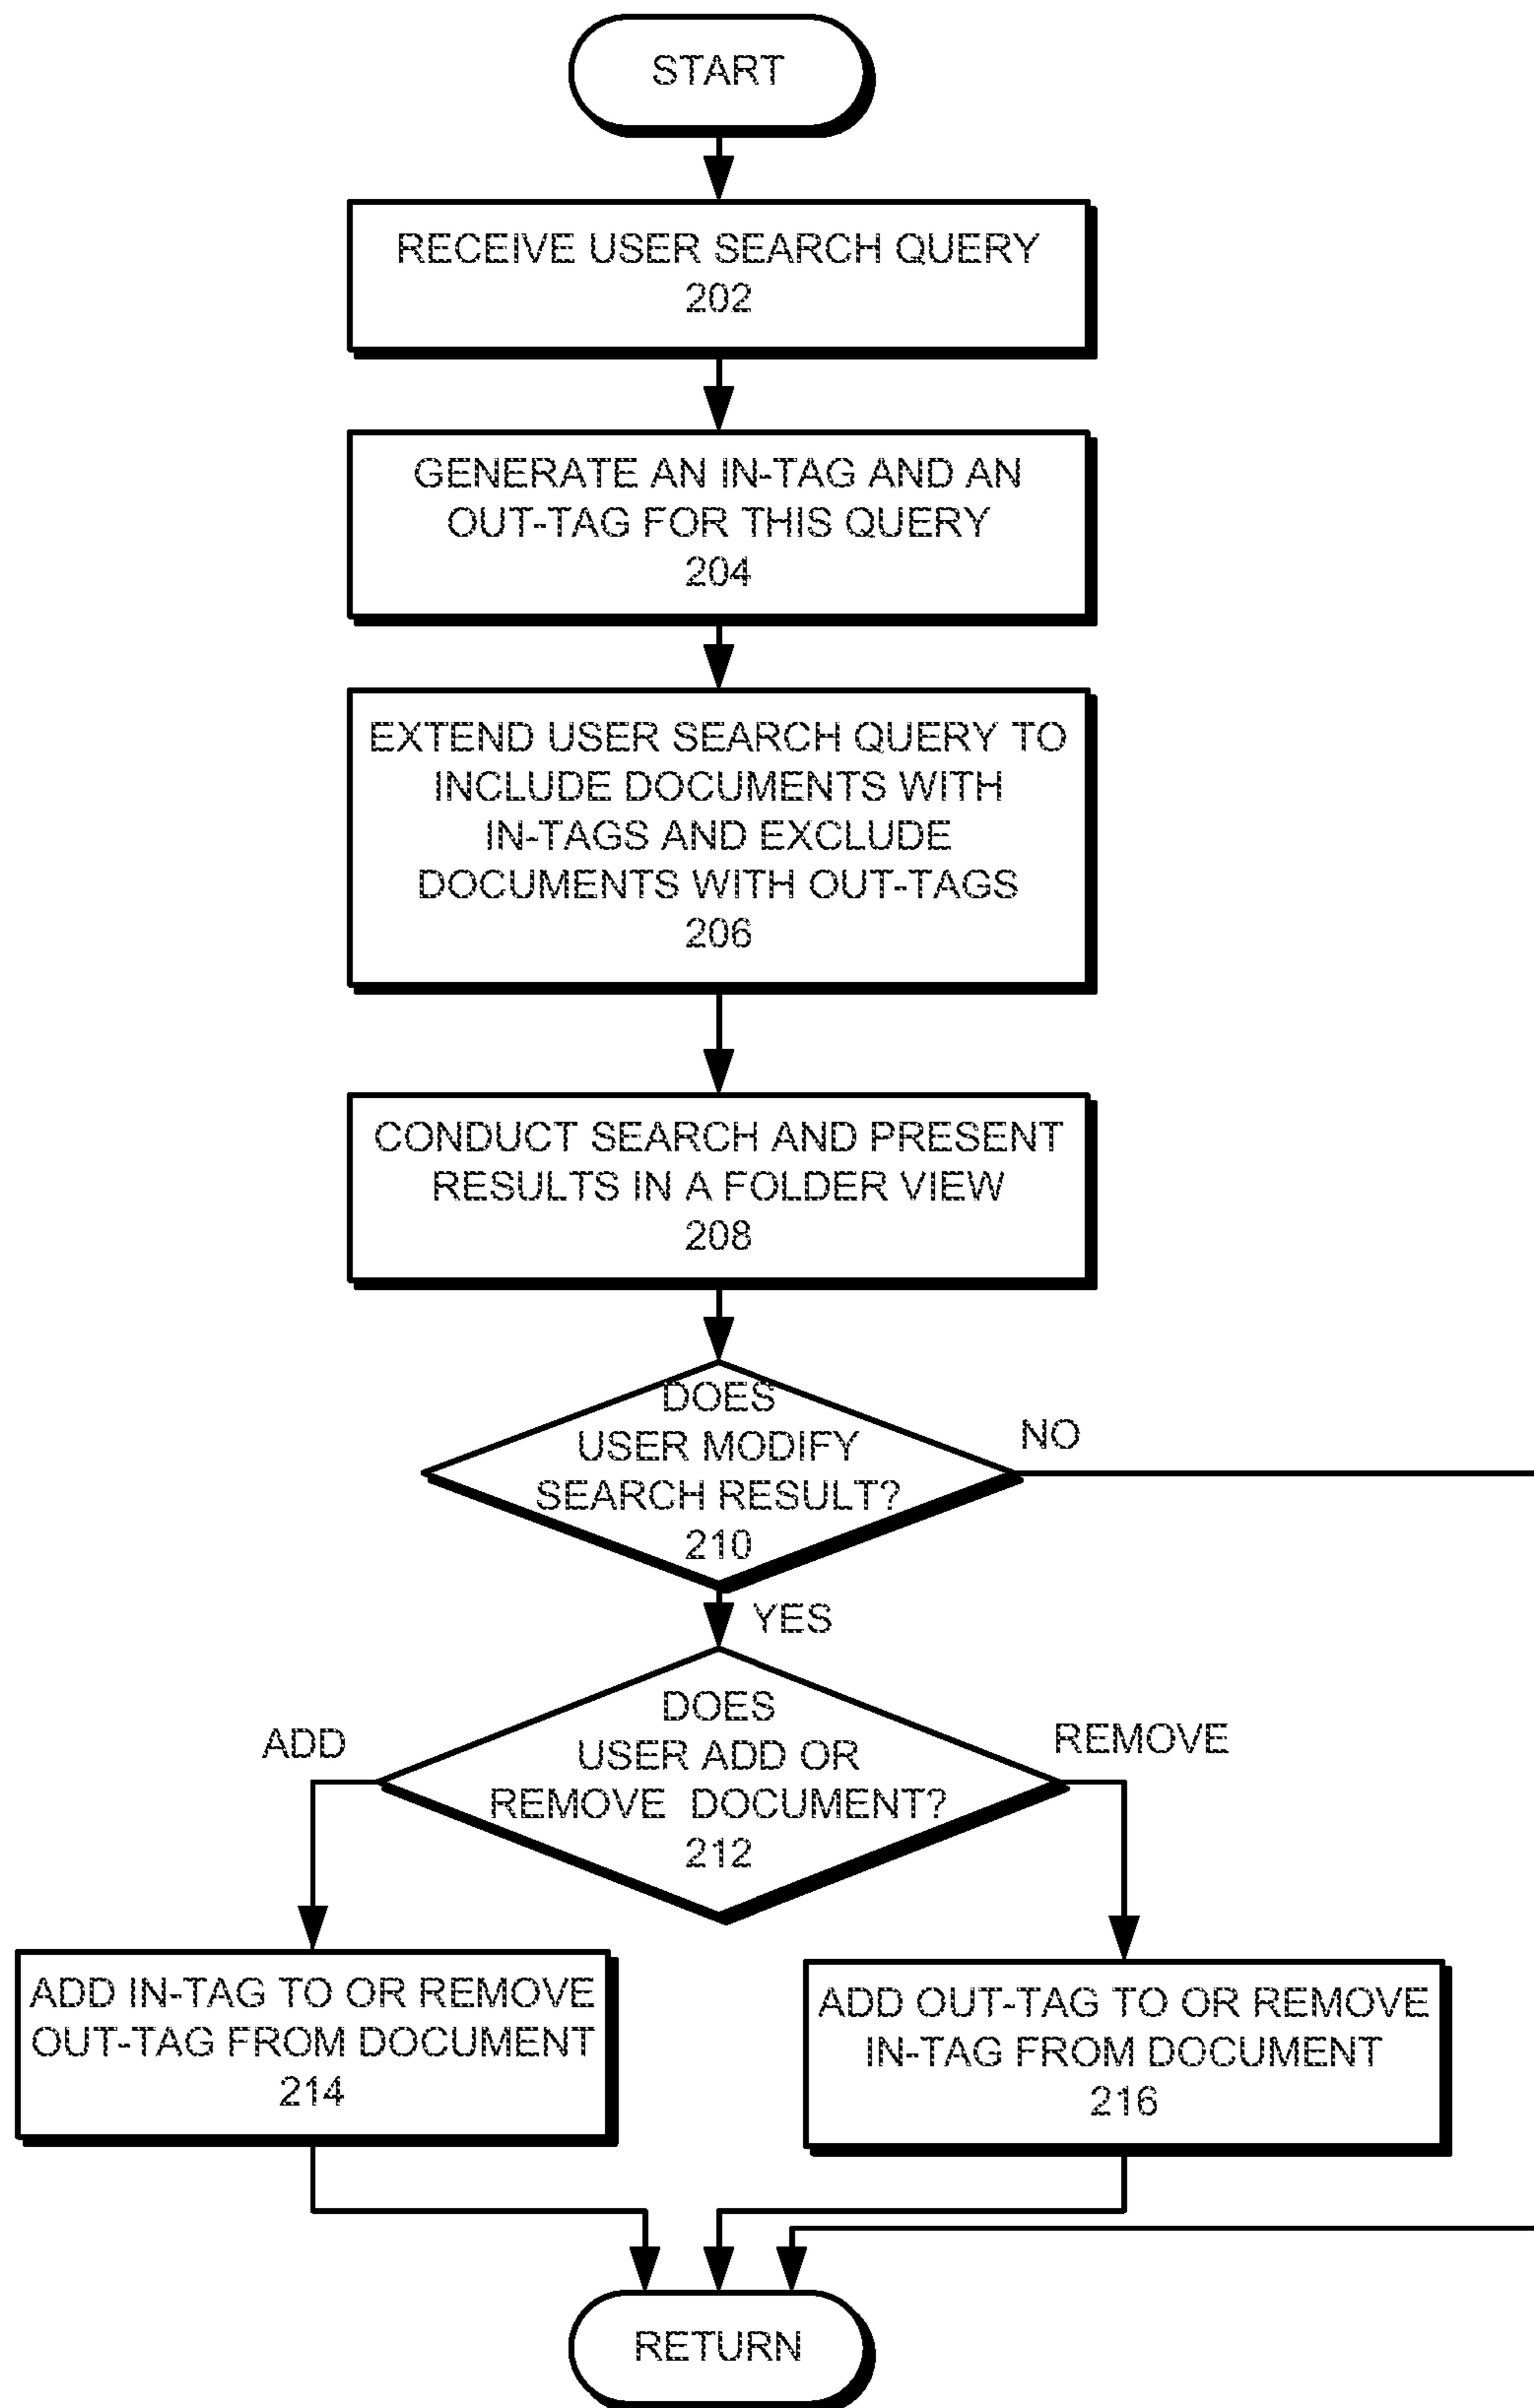 START
RECEIVE USER SEARCH QUERY
202
GENERATE AN IN-TAG AND AN
OUT-TAG FOR THIS QUERY
204
EXTEND USER SEARCH QUERY TO
INCLUDE DOCUMENTS WITH
IN-TAGS AND EXCLUDE
DOCUMENTS WITH OUT-TAGS
206
CONDUCT SEARCH AND PRESENT
RESULTS IN A FOLDER VIEW
208
DOES
USER MODIFY
SEARCH RESULT?
210
NO
YES
DOES
USER ADD OR
REMOVE DOCUMENT?
212
ADD
REMOVE
ADD IN-TAG TO OR REMOVE
OUT-TAG FROM DOCUMENT
214
ADD OUT-TAG TO OR REMOVE
IN-TAG FROM DOCUMENT
216
RETURN